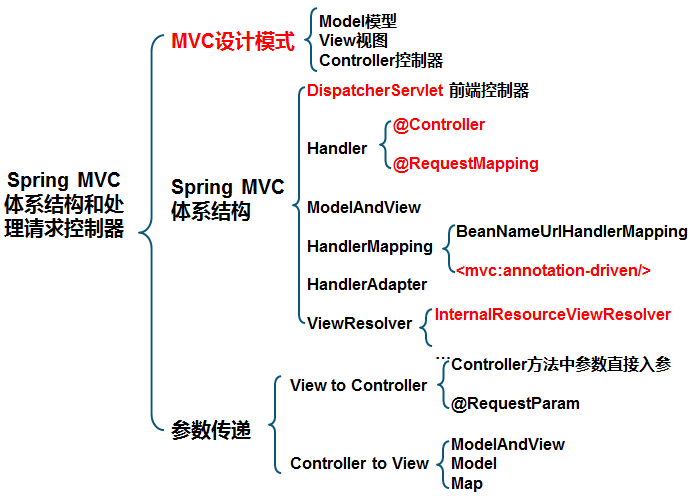 Spring MVC
体系结构和处
理请求控制器
MVC设计模式
Model模型
View视图
Controller控制器
Spring MVC
体系结构
DispatcherServlet 前端控制器
Handler
@Controller
@RequestMapping
ModelAndView
HandlerMapping
BeanNameUrlHandlerMapping
<mvc:annotation-driven/>
HandlerAdapter
ViewResolver
InternalResourceViewResolver
…
参数传递
View to Controller
Controller方法中参数直接入参
@RequestParam
Controller to View
ModelAndView
Model
Map